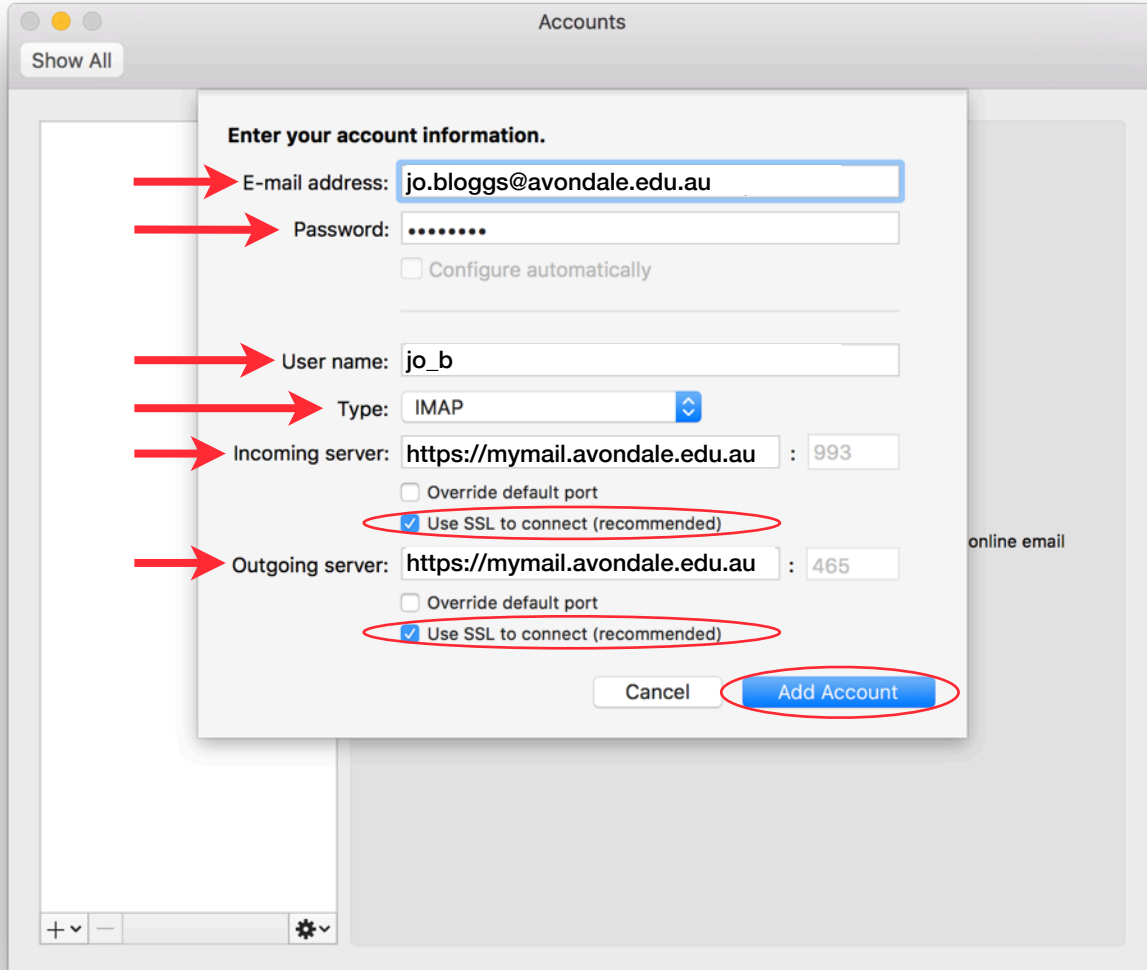 Accounts
Show All
Enter your account information.
E-mail address: jo.bloggs@avondale.edu.au
Password: ••••••••
Configure automatically
User name: jo_b
Type: IMAP
Incoming server: https://mymail.avondale.edu.au : 993
Override default port
Use SSL to connect (recommended)
online email
Outgoing server: https://mymail.avondale.edu.au : 465
Override default port
Use SSL to connect (recommended)
Cancel Add Account